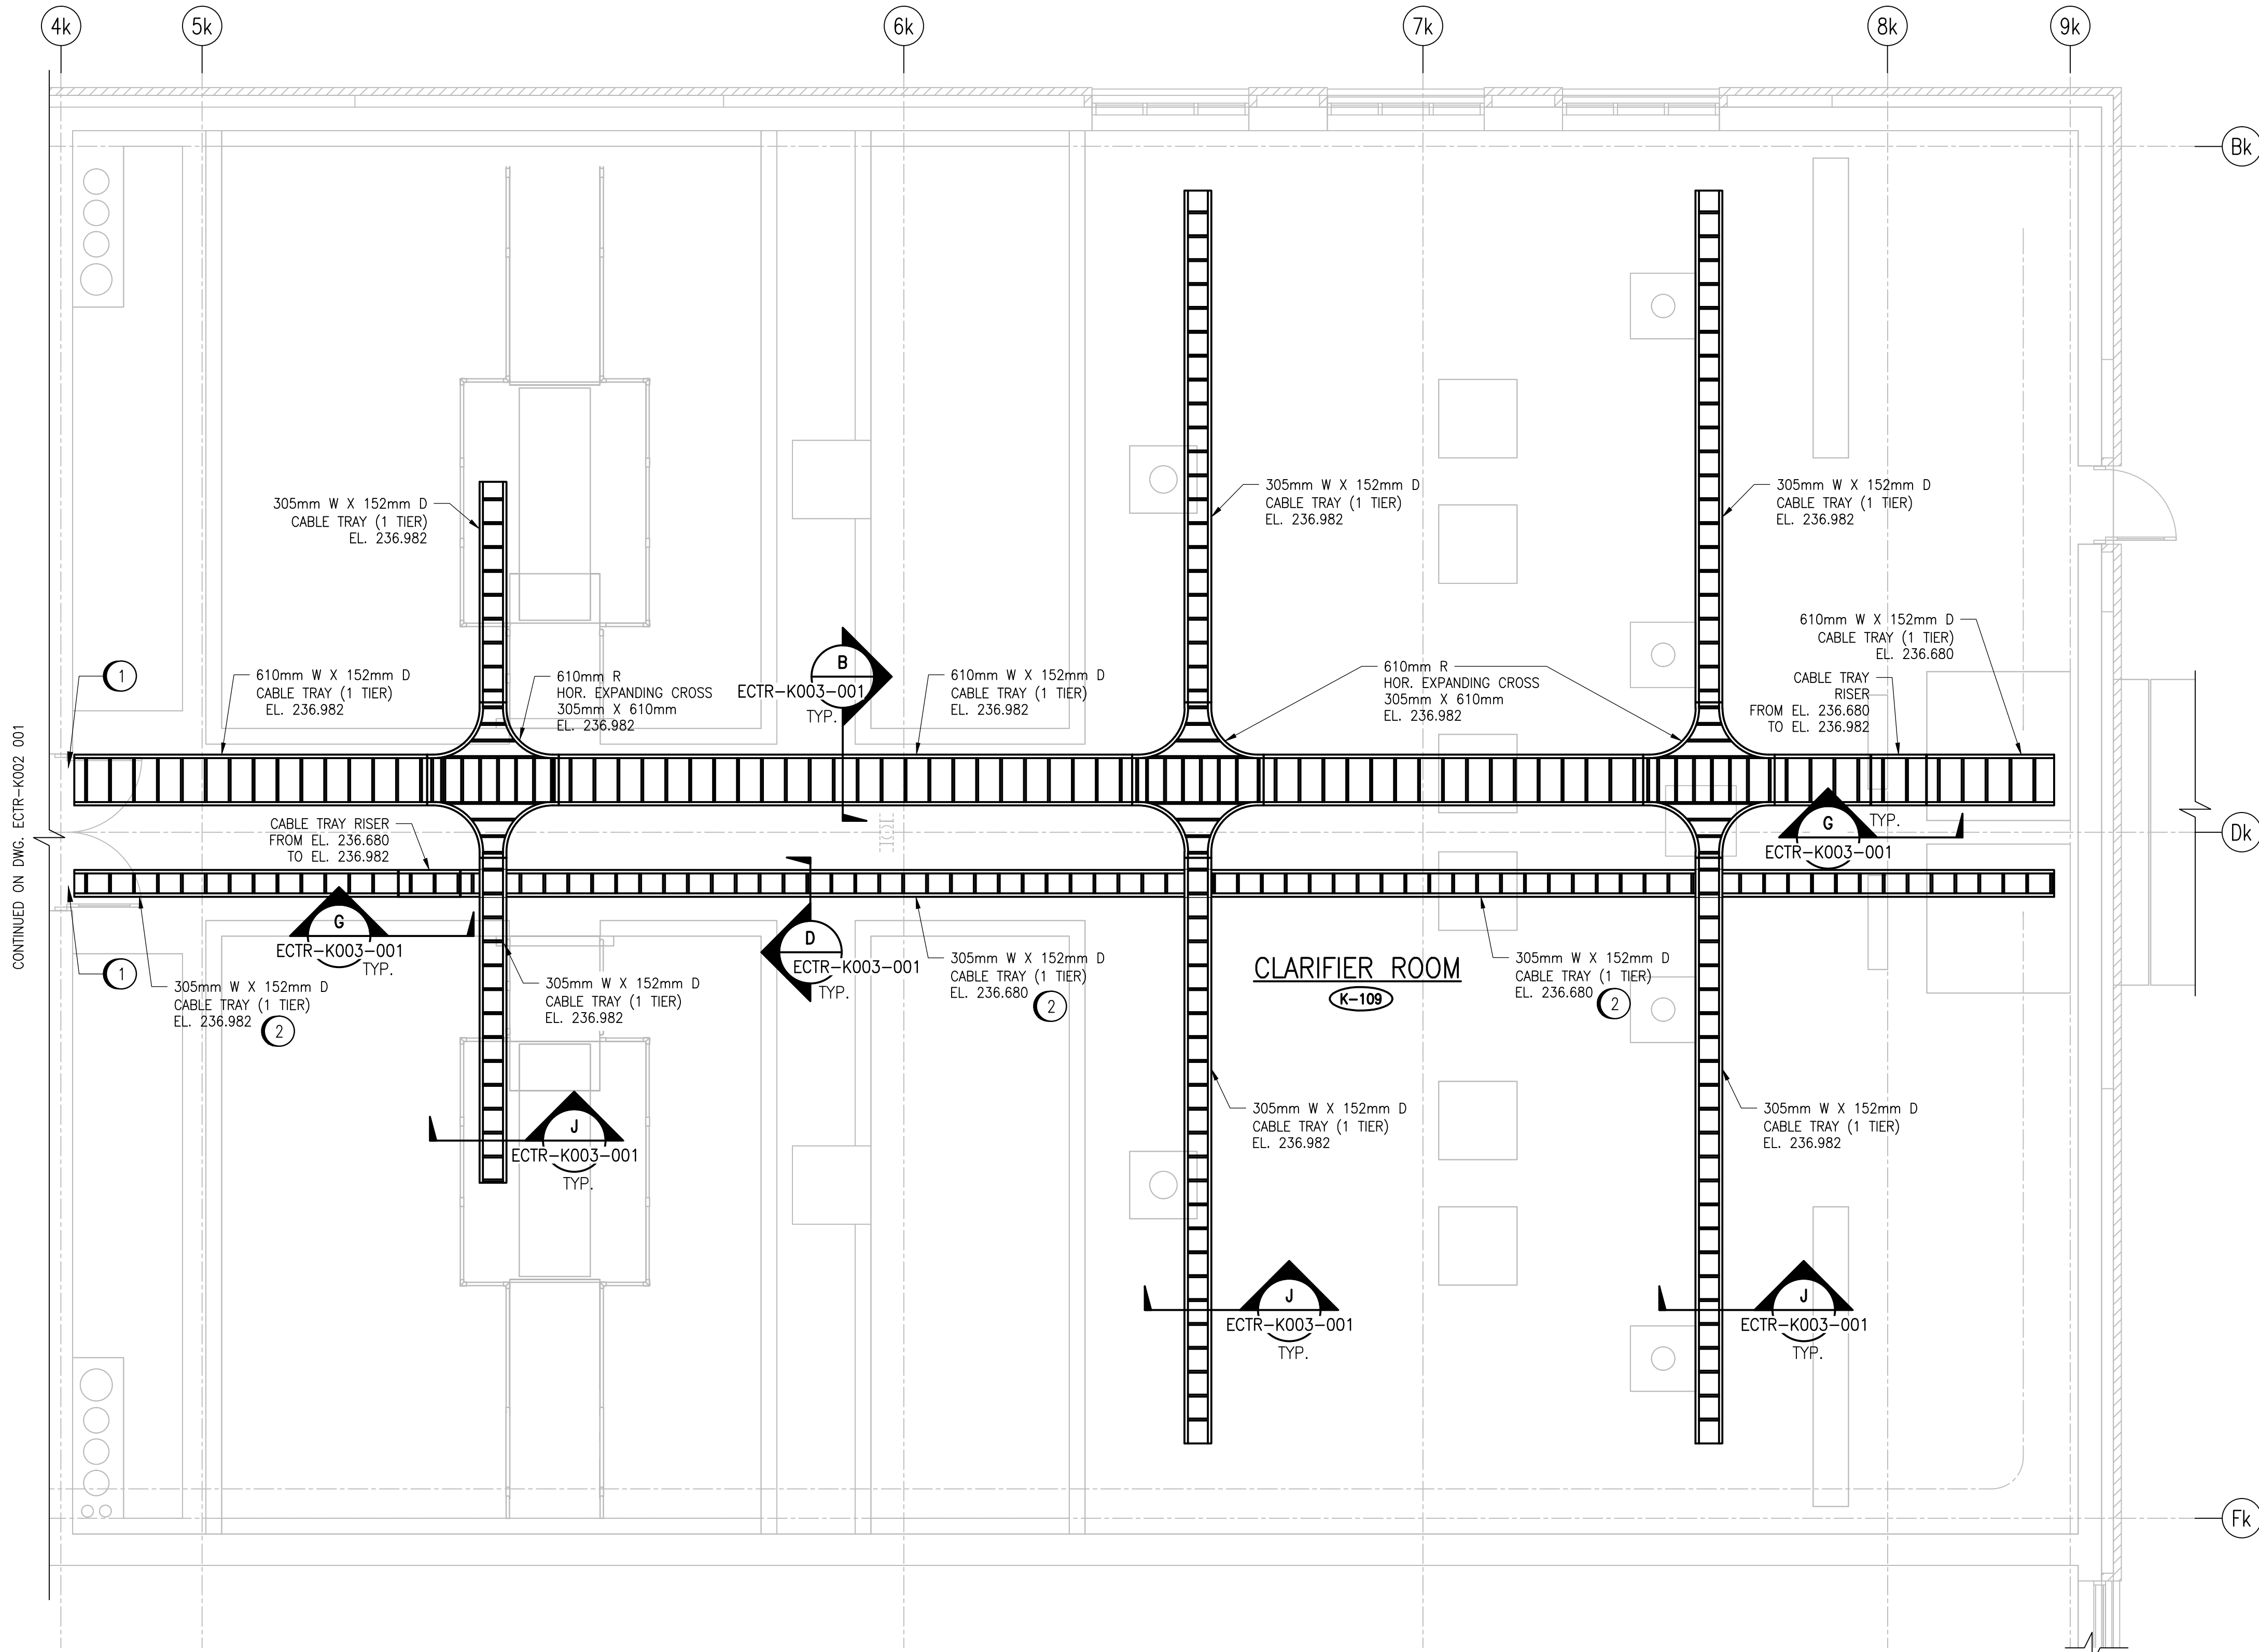 4k
5k
6k
7k
8k
9k
Bk
305mm W X 152mm D
CABLE TRAY (1 TIER)
EL. 236.982
305mm W X 152mm D
CABLE TRAY (1 TIER)
EL. 236.982
305mm W X 152mm D
CABLE TRAY (1 TIER)
EL. 236.982
1
610mm W X 152mm D
CABLE TRAY (1 TIER)
EL. 236.982
610mm R
HOR. EXPANDING CROSS
305mm X 610mm
EL. 236.982
B
ECTR-K003-001
TYP.
610mm W X 152mm D
CABLE TRAY (1 TIER)
EL. 236.982
610mm R
HOR. EXPANDING CROSS
305mm X 610mm
EL. 236.982
610mm W X 152mm D
CABLE TRAY (1 TIER)
EL. 236.680
CABLE TRAY
RISER
FROM EL. 236.680
TO EL. 236.982
CONTINUED ON DWG. ECTR-K002 001
CABLE TRAY RISER
FROM EL. 236.680
TO EL. 236.982
G
ECTR-K003-001
TYP.
Dk
G
ECTR-K003-001
TYP.
1
305mm W X 152mm D
CABLE TRAY (1 TIER)
EL. 236.982
2
305mm W X 152mm D
CABLE TRAY (1 TIER)
EL. 236.982
D
ECTR-K003-001
TYP.
305mm W X 152mm D
CABLE TRAY (1 TIER)
EL. 236.680
2
CLARIFIER ROOM
K-109
305mm W X 152mm D
CABLE TRAY (1 TIER)
EL. 236.680
2
J
ECTR-K003-001
TYP.
305mm W X 152mm D
CABLE TRAY (1 TIER)
EL. 236.982
305mm W X 152mm D
CABLE TRAY (1 TIER)
EL. 236.982
J
ECTR-K003-001
TYP.
J
ECTR-K003-001
TYP.
Fk